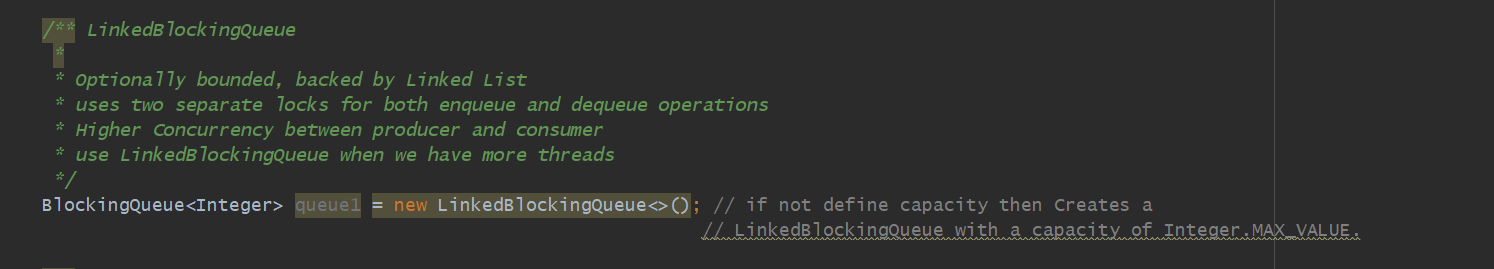 /** LinkedBlockingQueue
*
* Optionally bounded, backed by Linked List
* uses two separate locks for both enqueue and dequeue operations
* Higher Concurrency between producer and consumer
* use LinkedBlockingQueue when we have more threads
*/
BlockingQueue<Integer> queue1 = new LinkedBlockingQueue<>(); // if not define capacity then Creates a
// LinkedBlockingQueue with a capacity of Integer.MAX_VALUE.